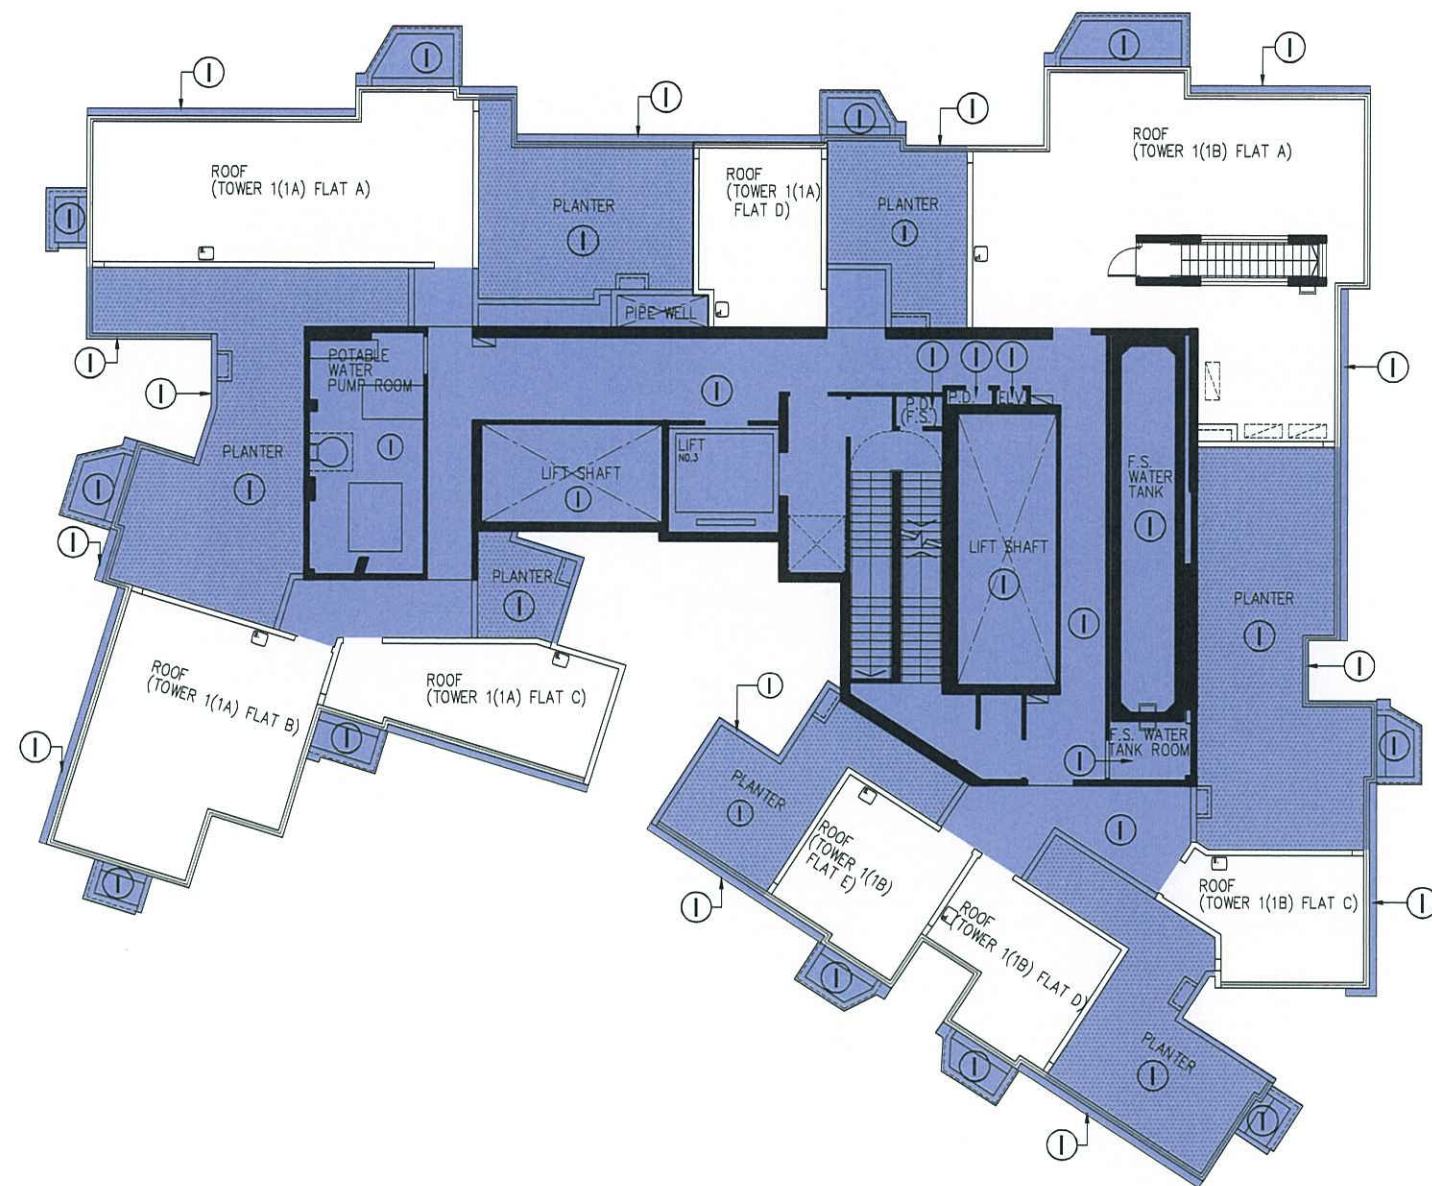 I
I
I
I
I
I
I
I
ROOF
(TOWER 1(1A) FLAT A)
ROOF
(TOWER 1(1A)
FLAT D)
ROOF
(TOWER 1(1B) FLAT A)
PLANTER
I
PLANTER
I
I
PIPE WELL
I
I
POTABLE
WATER
PUMP ROOM
I
I
I
I
I
P.D.
(F.S.)
P.D.
ELV.
I
PLANTER
I
LIFT SHAFT
I
LIFT
NO.3
F.S.
WATER
TANK
I
I
I
LIFT SHAFT
I
PLANTER
I
PLANTER
I
I
I
ROOF
(TOWER 1(1A) FLAT B)
ROOF
(TOWER 1(1A) FLAT C)
I
I
I
I
F.S. WATER
TANK ROOM
I
I
PLANTER
I
ROOF
(TOWER 1(1B)
FLAT E)
I
ROOF
(TOWER 1(1B) FLAT C)
I
I
I
ROOF
(TOWER 1(1B) FLAT D)
I
I
PLANTER
I
I
I